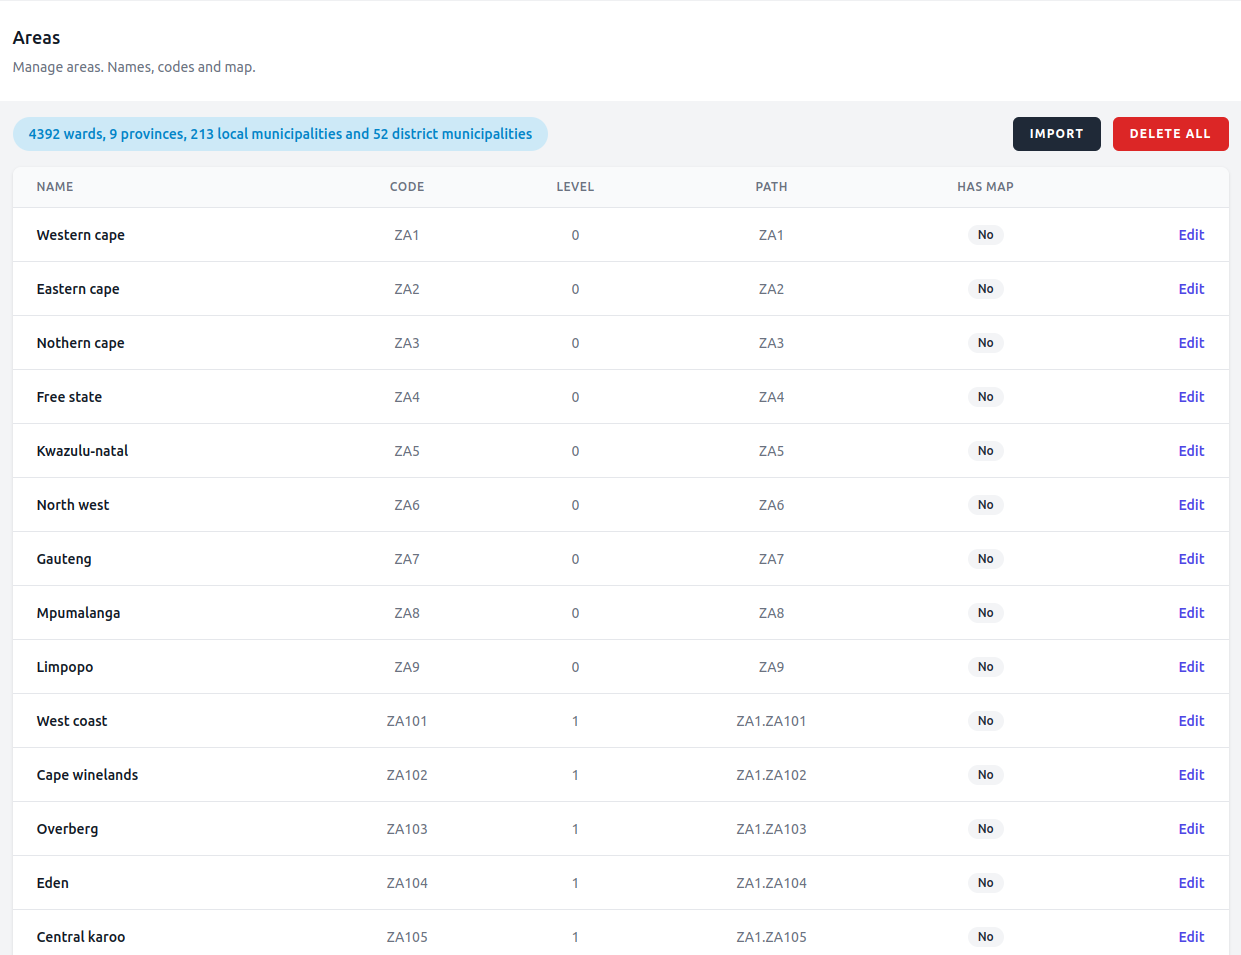 Areas
Manage areas. Names, codes and map.
4392 wards, 9 provinces, 213 local municipalities and 52 district municipalities IMPORT DELETE ALL
NAME CODE LEVEL PATH HAS MAP
Western cape ZA1 0 ZA1 No Edit
Eastern cape ZA2 0 ZA2 No Edit
Nothern cape ZA3 0 ZA3 No Edit
Free state ZA4 0 ZA4 No Edit
Kwazulu-natal ZA5 0 ZA5 No Edit
North west ZA6 0 ZA6 No Edit
Gauteng ZA7 0 ZA7 No Edit
Mpumalanga ZA8 0 ZA8 No Edit
Limpopo ZA9 0 ZA9 No Edit
West coast ZA101 1 ZA1.ZA101 No Edit
Cape winelands ZA102 1 ZA1.ZA102 No Edit
Overberg ZA103 1 ZA1.ZA103 No Edit
Eden ZA104 1 ZA1.ZA104 No Edit
Central karoo ZA105 1 ZA1.ZA105 No Edit